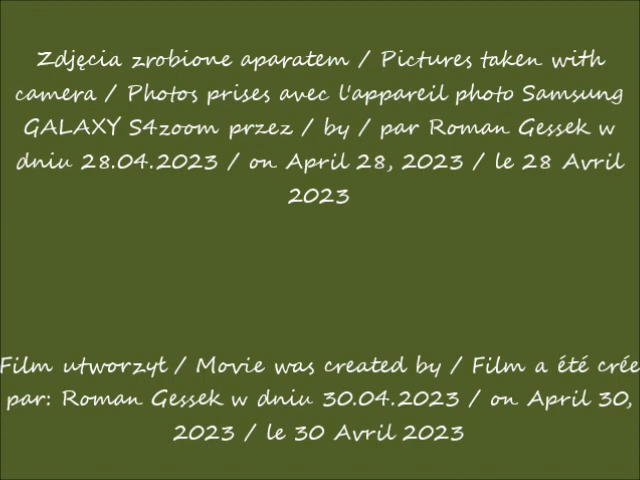 Zdjęcia zrobione aparatem / Pictures taken with
camera / Photos prises avec l'appareil photo Samsung
GALAXY S4zoom przez / by / par Roman Gessek w
dniu 28.04.2023 / on April 28, 2023 / le 28 Avril
2023
Film utworzył / Movie was created by / Film a été crée
par: Roman Gessek w dniu 30.04.2023 / on April 30,
2023 / le 30 Avril 2023